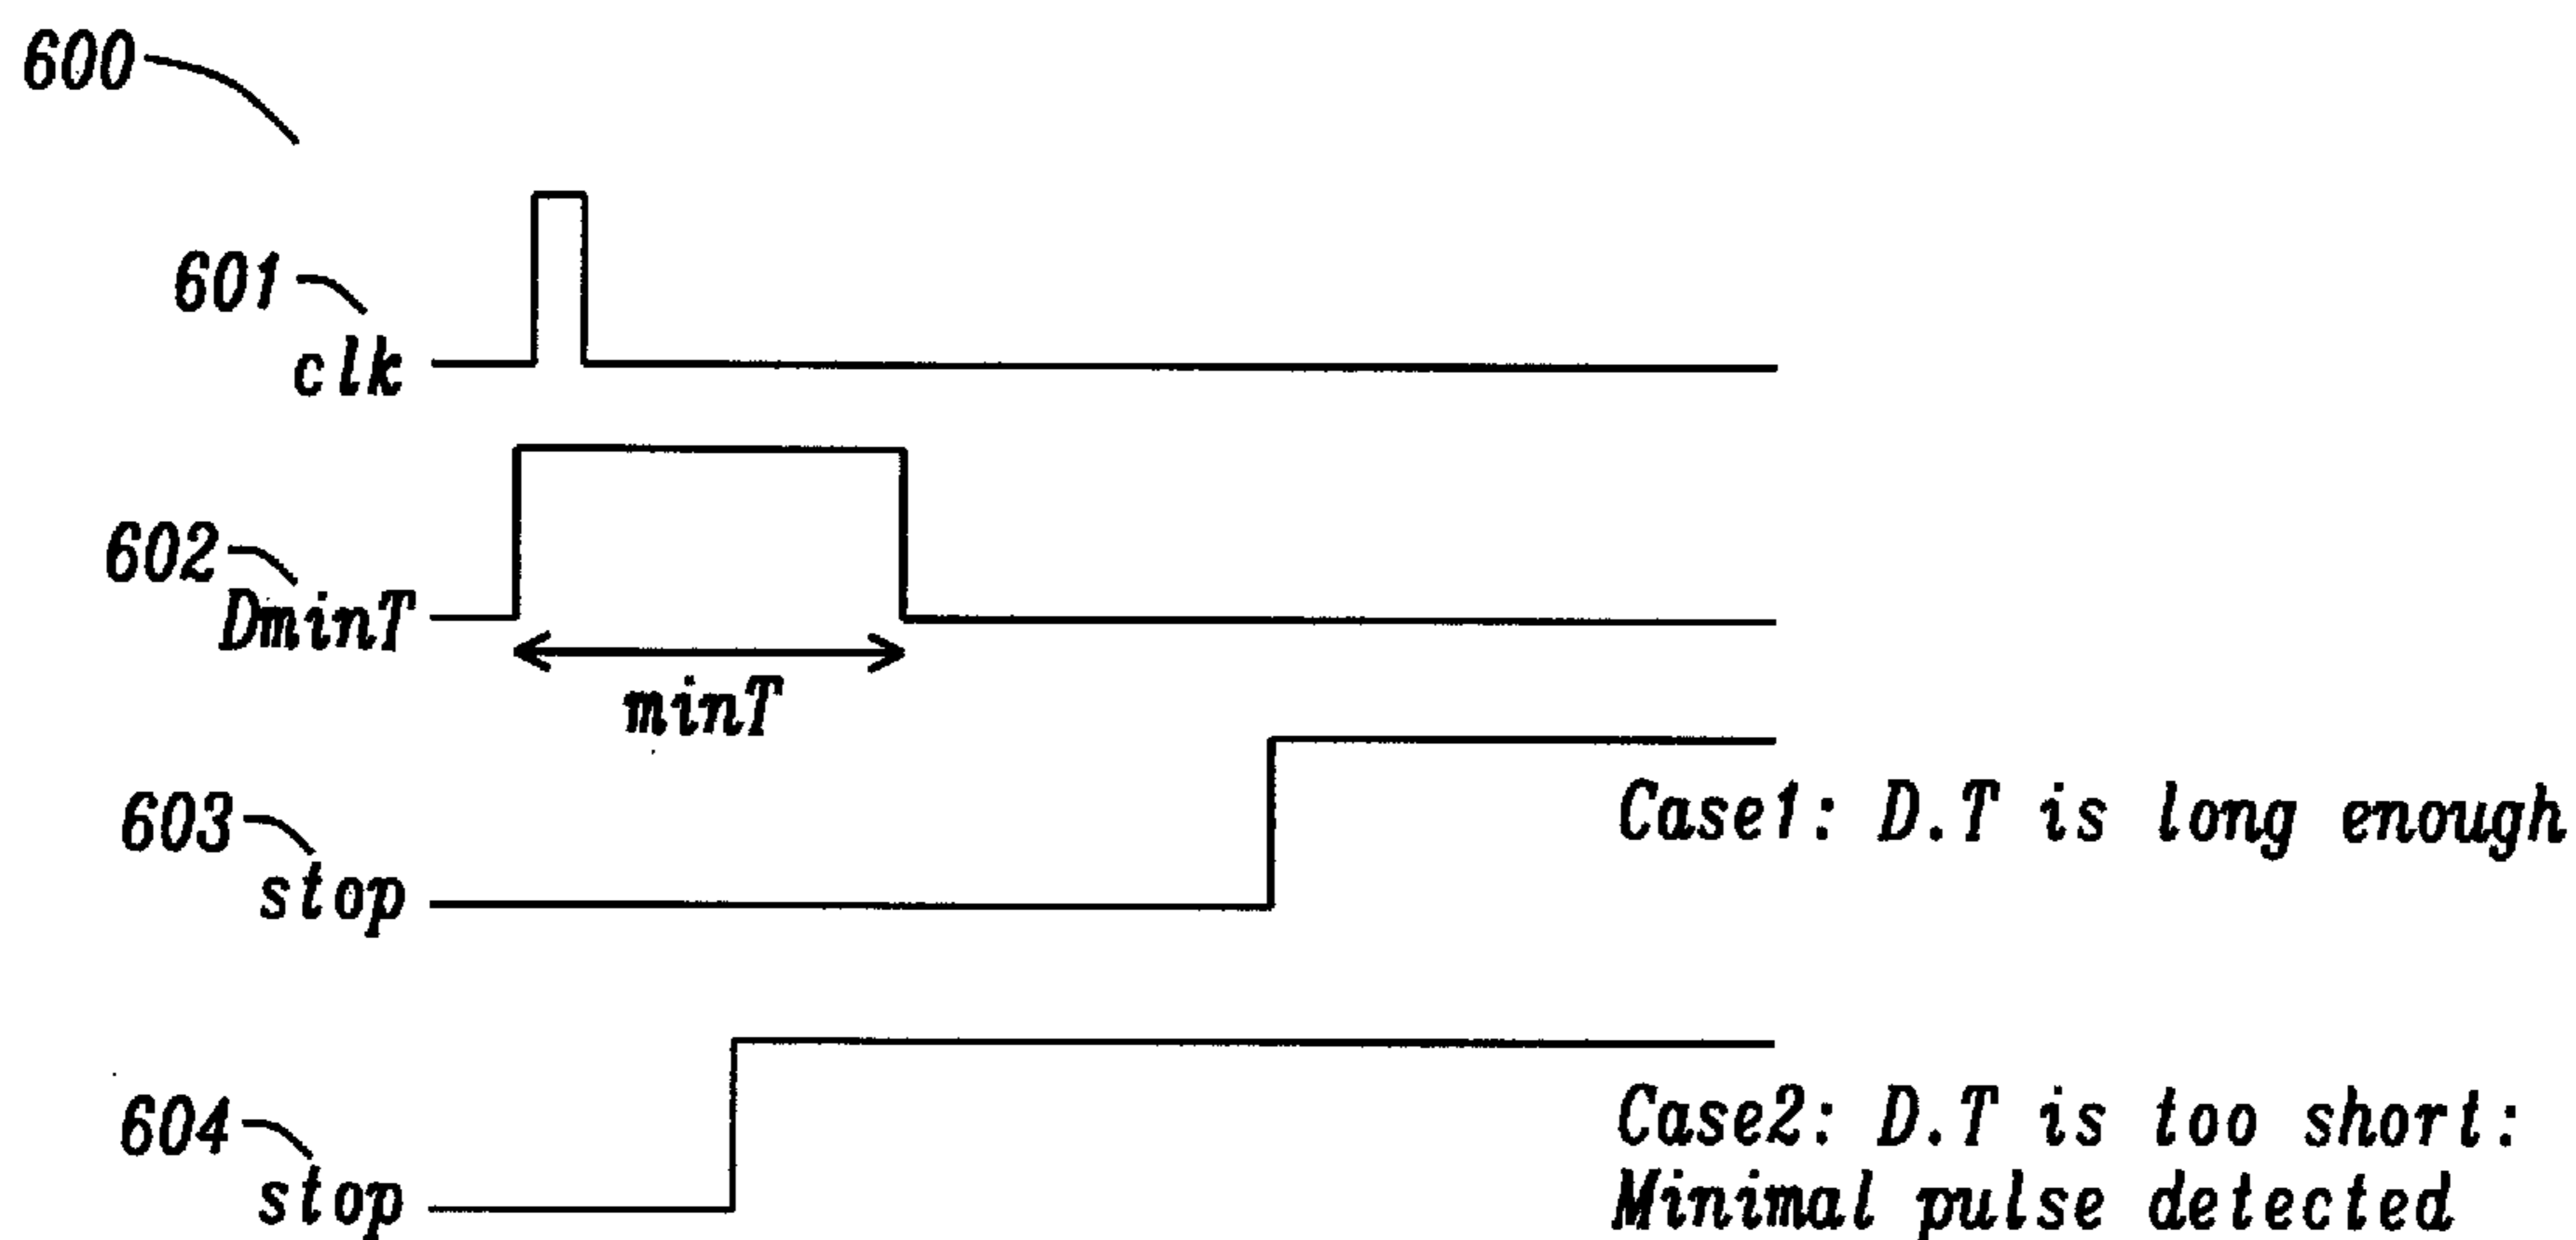 600
601
clk
602
DminT
minT
603
Case1: D.T is long enough
stop
604
Case2: D.T is too short:
stop
Minimal pulse detected